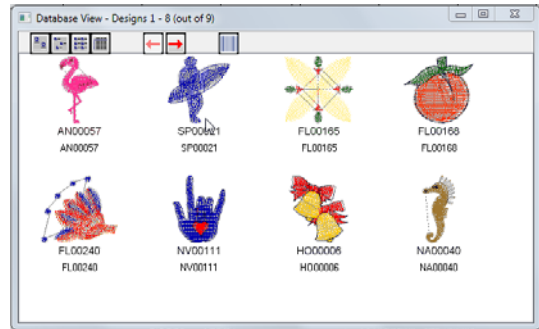 Database View - Designs 1 - 8 (out of 9)
AN00057 SP00021 FL00165 FL00168
AN00057 SP00021 FL00165 FL00168
FL00240 NV00111 HO00006 NA00040
FL00240 NV00111 HO00006 NA00040